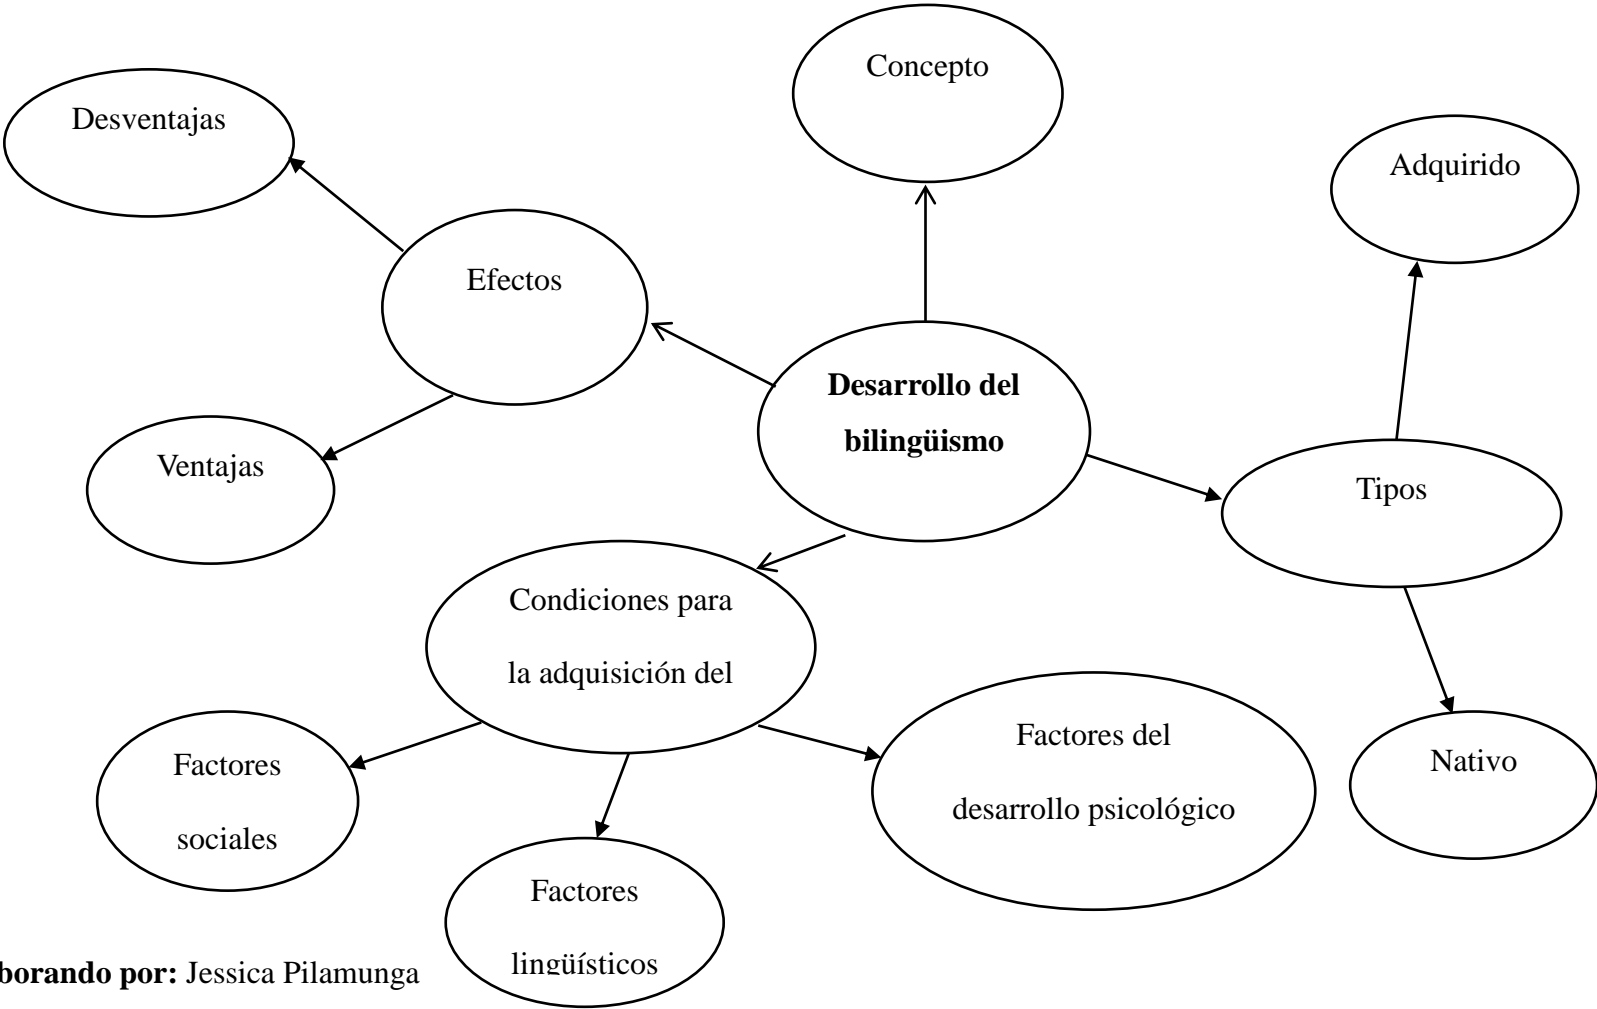 Concepto
Desventajas
Adquirido
Efectos
Desarrollo del
bilingüismo
Ventajas
Tipos
Condiciones para
la adquisición del
Factores del
desarrollo psicológico
Nativo
Factores
sociales
Factores
lingüísticos
borando por: Jessica Pilamunga